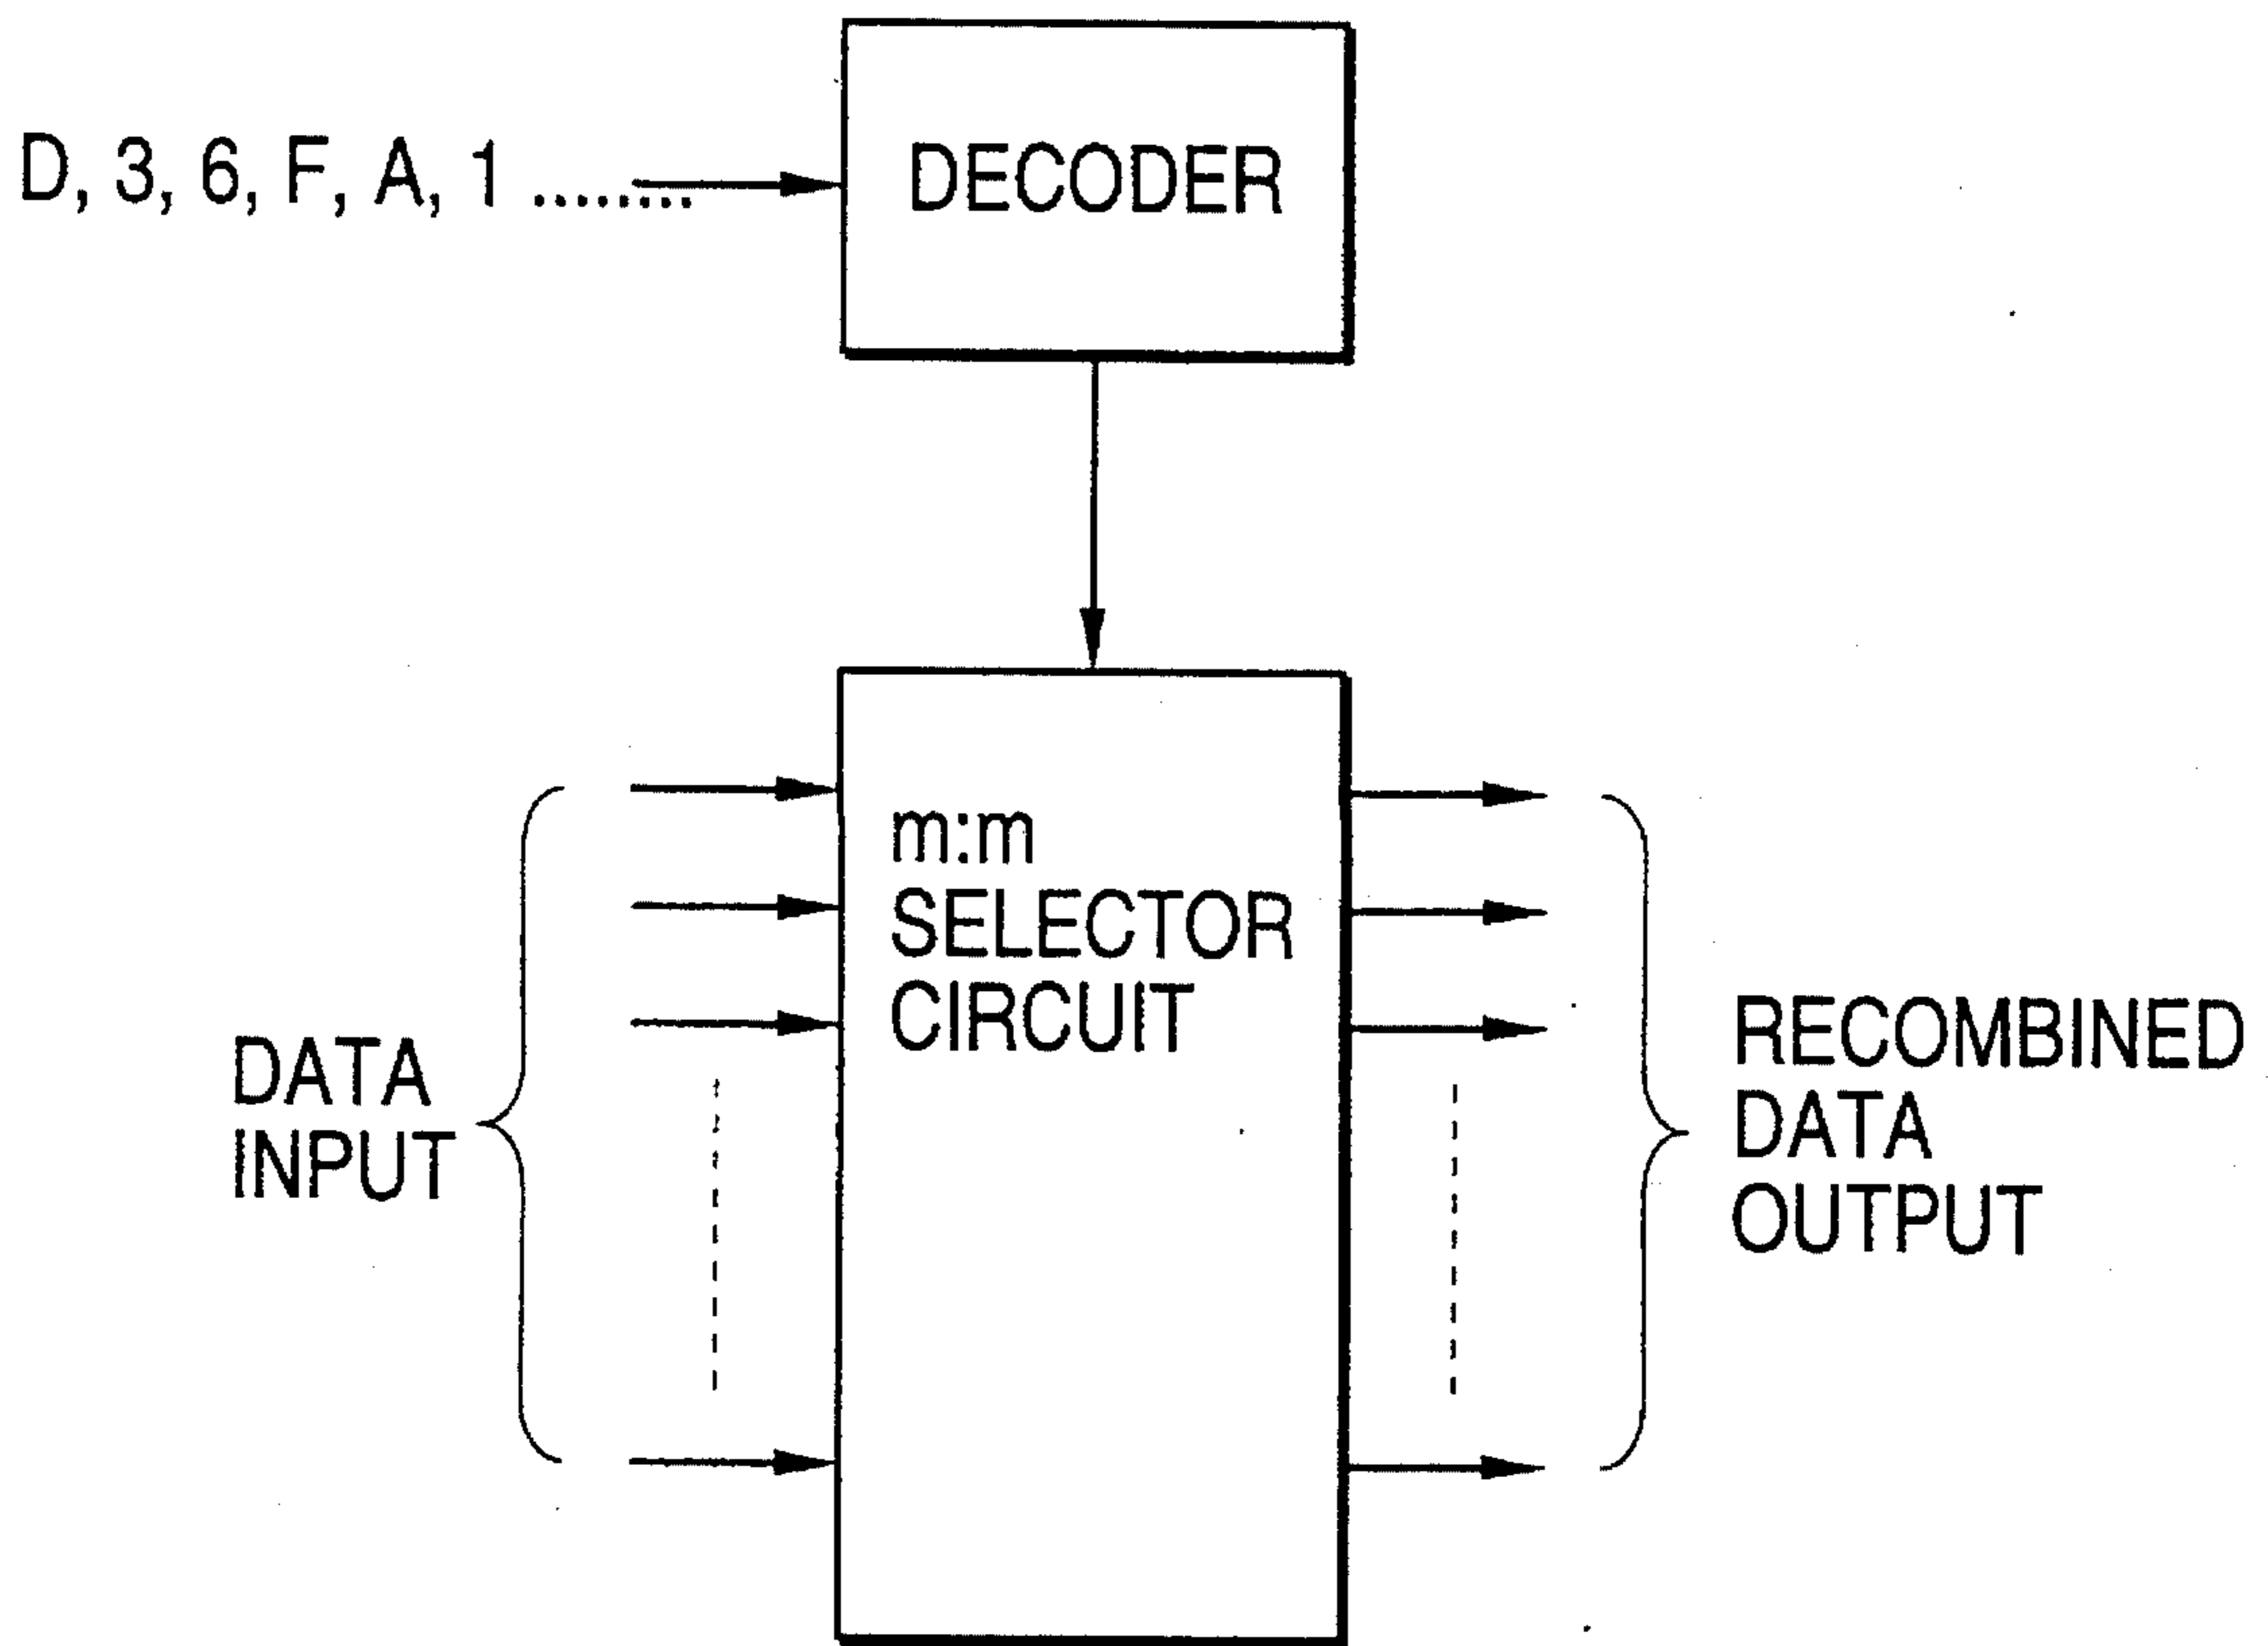 D, 3, 6, F, A, 1 ........
DECODER
m:m
SELECTOR
CIRCUIT
DATA
INPUT
RECOMBINED
DATA
OUTPUT